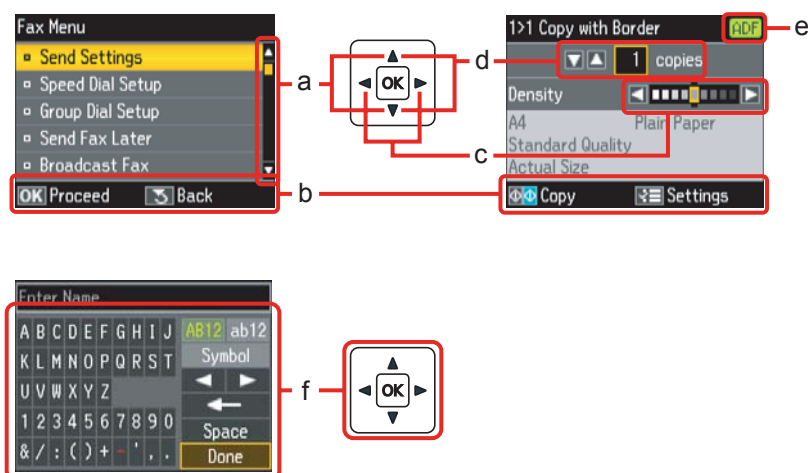 Fax Menu
Send Settings
Speed Dial Setup
Group Dial Setup
Send Fax Later
Broadcast Fax
OK Proceed Back
a
b
OK
c
d
1>1 Copy with Border ADF
e
1 copies
Density
A4 Plain Paper
Standard Quality
Actual Size
Copy Settings
Enter Name
A B C D E F G H I J AB12 ab12
K L M N O P Q R S T Symbol
U V W X Y Z
1 2 3 4 5 6 7 8 9 0 Space
& / : ( ) + - ' , . Done
f
OK